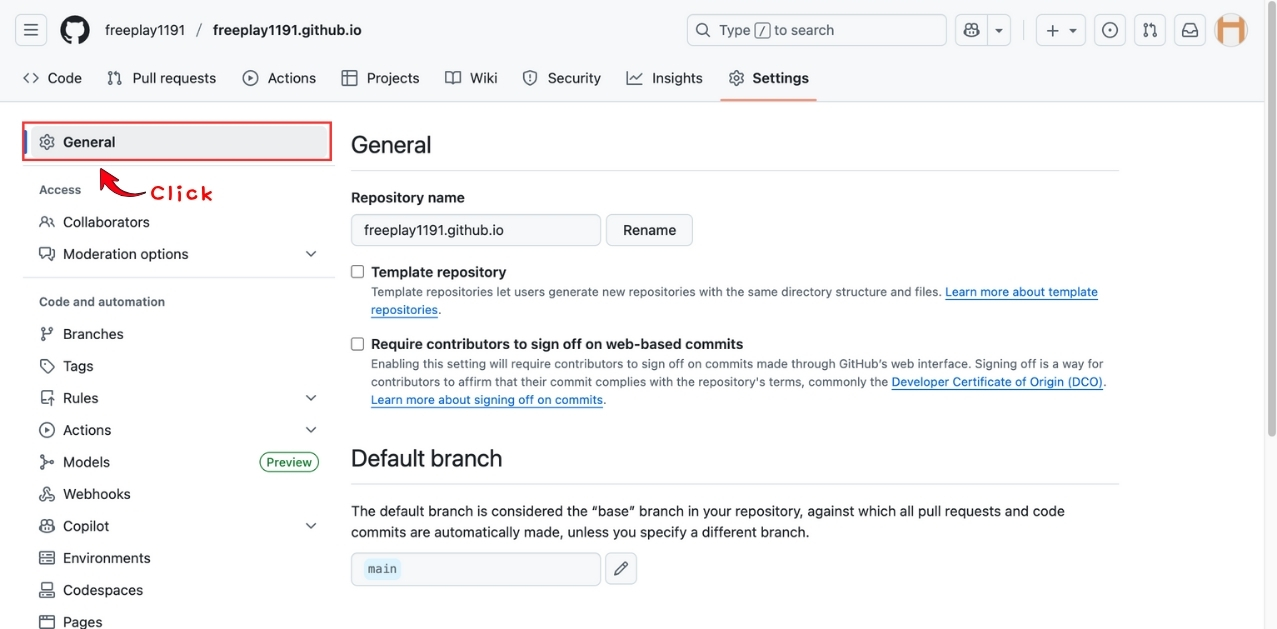 freeplay1191 / freeplay1191.github.io
Type / to search
Code
Pull requests
Actions
Projects
Wiki
Security
Insights
Settings
General
Click
Access
Collaborators
Moderation options
Code and automation
Branches
Tags
Rules
Actions
Models
Preview
Webhooks
Copilot
Environments
Codespaces
Pages
General
Repository name
freeplay1191.github.io
Rename
Template repository
Template repositories let users generate new repositories with the same directory structure and files. Learn more about template
repositories.
Require contributors to sign off on web-based commits
Enabling this setting will require contributors to sign off on commits made through GitHub's web interface. Signing off is a way for
contributors to affirm that their commit complies with the repository's terms, commonly the Developer Certificate of Origin (DCO).
Learn more about signing off on commits.
Default branch
The default branch is considered the “base” branch in your repository, against which all pull requests and code
commits are automatically made, unless you specify a different branch.
main